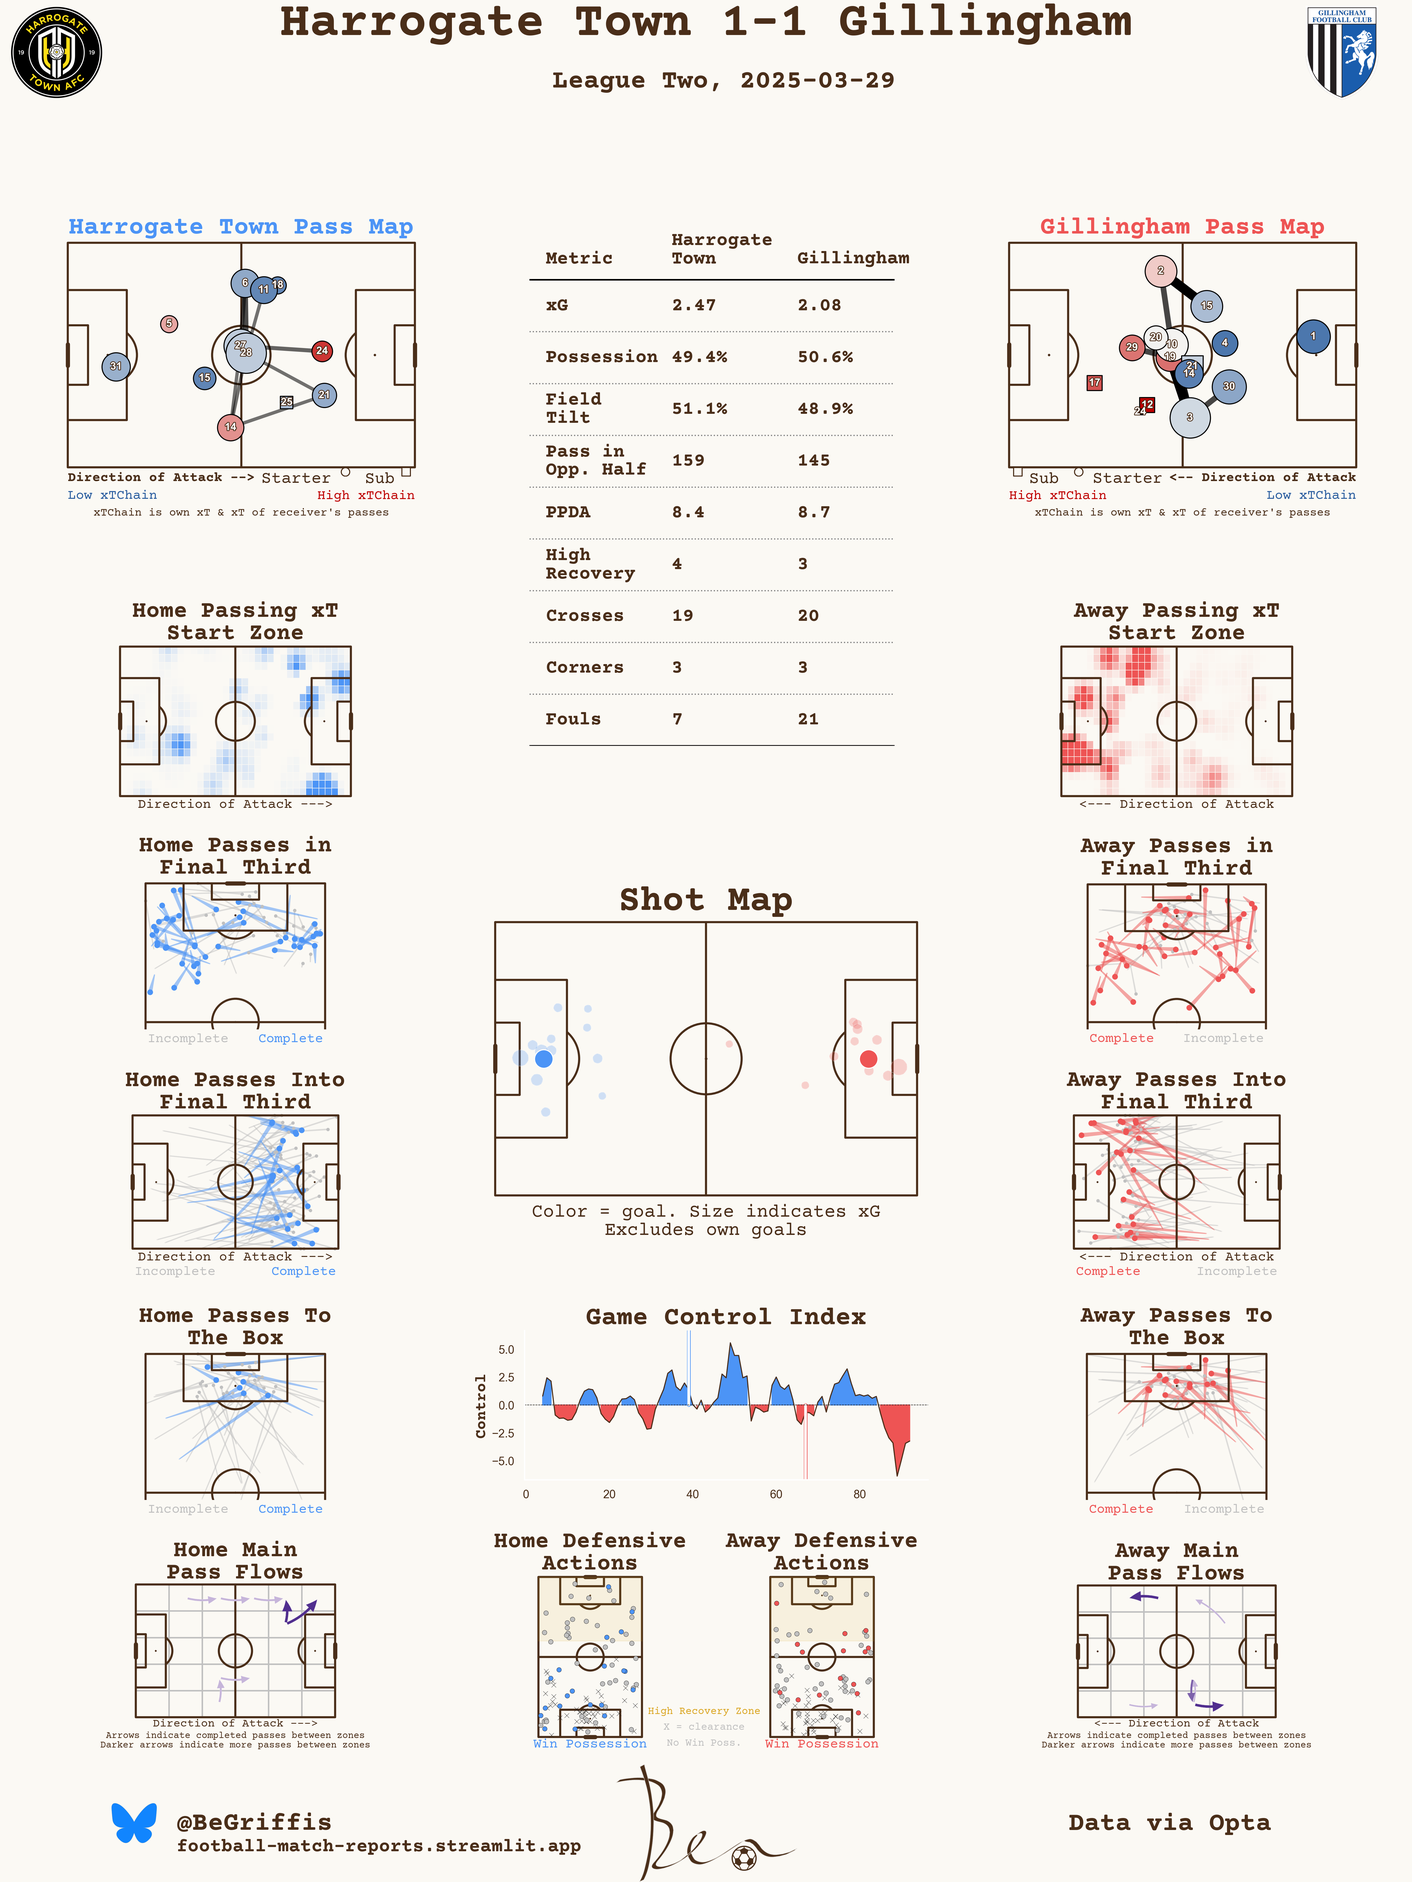 Harrogate Town 1-1 Gillingham
League Two, 2025-03-29
HARROGATE
19 19
TOWN AFC
GILLINGHAM
FOOTBALL CLUB
Harrogate Town Pass Map
6
11
18
5
27
28
24
31
15
21
25
14
Direction of Attack --> Starter Sub
Low xTChain High xTChain
xTChain is own xT & xT of receiver's passes
Metric Harrogate Town Gillingham
xG 2.47 2.08
Possession 49.4% 50.6%
Field Tilt 51.1% 48.9%
Pass in Opp. Half 159 145
PPDA 8.4 8.7
High Recovery 4 3
Crosses 19 20
Corners 3 3
Fouls 7 21
Gillingham Pass Map
2
15
20
10
29
19
4
1
21
14
17
30
12
24
3
Sub Starter <-- Direction of Attack
High xTChain Low xTChain
xTChain is own xT & xT of receiver's passes
Home Passing xT
Start Zone
Direction of Attack --->
Away Passing xT
Start Zone
<--- Direction of Attack
Home Passes in
Final Third
Incomplete Complete
Away Passes in
Final Third
Complete Incomplete
Shot Map
Color = goal. Size indicates xG
Excludes own goals
Home Passes Into
Final Third
Direction of Attack --->
Incomplete Complete
Away Passes Into
Final Third
<--- Direction of Attack
Complete Incomplete
Home Passes To
The Box
Incomplete Complete
Game Control Index
Control
5.0
2.5
0.0
−2.5
−5.0
0 20 40 60 80
Away Passes To
The Box
Complete Incomplete
Home Main
Pass Flows
Direction of Attack --->
Arrows indicate completed passes between zones
Darker arrows indicate more passes between zones
Home Defensive
Actions
Win Possession
Away Defensive
Actions
Win Possession
High Recovery Zone
X = clearance
No Win Poss.
Away Main
Pass Flows
<--- Direction of Attack
Arrows indicate completed passes between zones
Darker arrows indicate more passes between zones
@BeGriffis
football-match-reports.streamlit.app
Ben
Data via Opta